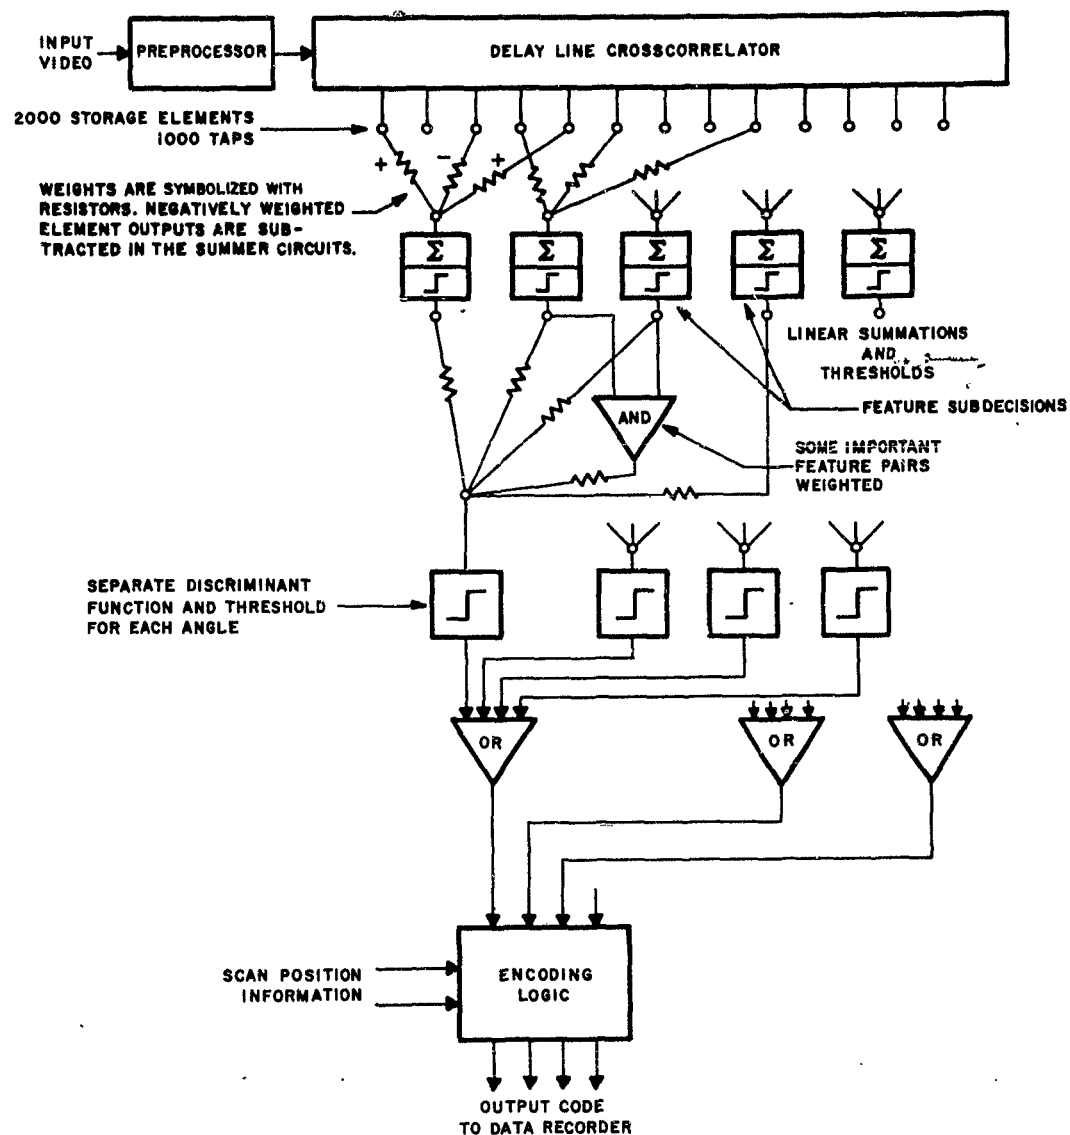 INPUT
VIDEO
PREPROCESSOR
DELAY LINE CROSSCORRELATOR
2000 STORAGE ELEMENTS
1000 TAPS
+
−
+
WEIGHTS ARE SYMBOLIZED WITH
RESISTORS. NEGATIVELY WEIGHTED
ELEMENT OUTPUTS ARE SUB-
TRACTED IN THE SUMMER CIRCUITS.
Σ
Σ
Σ
Σ
Σ
LINEAR SUMMATIONS
AND
THRESHOLDS
FEATURE SUBDECISIONS
AND
SOME IMPORTANT
FEATURE PAIRS
WEIGHTED
SEPARATE DISCRIMINANT
FUNCTION AND THRESHOLD
FOR EACH ANGLE
OR
OR
OR
SCAN POSITION
INFORMATION
ENCODING
LOGIC
OUTPUT CODE
TO DATA RECORDER